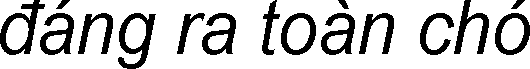 đáng ra toàn chó